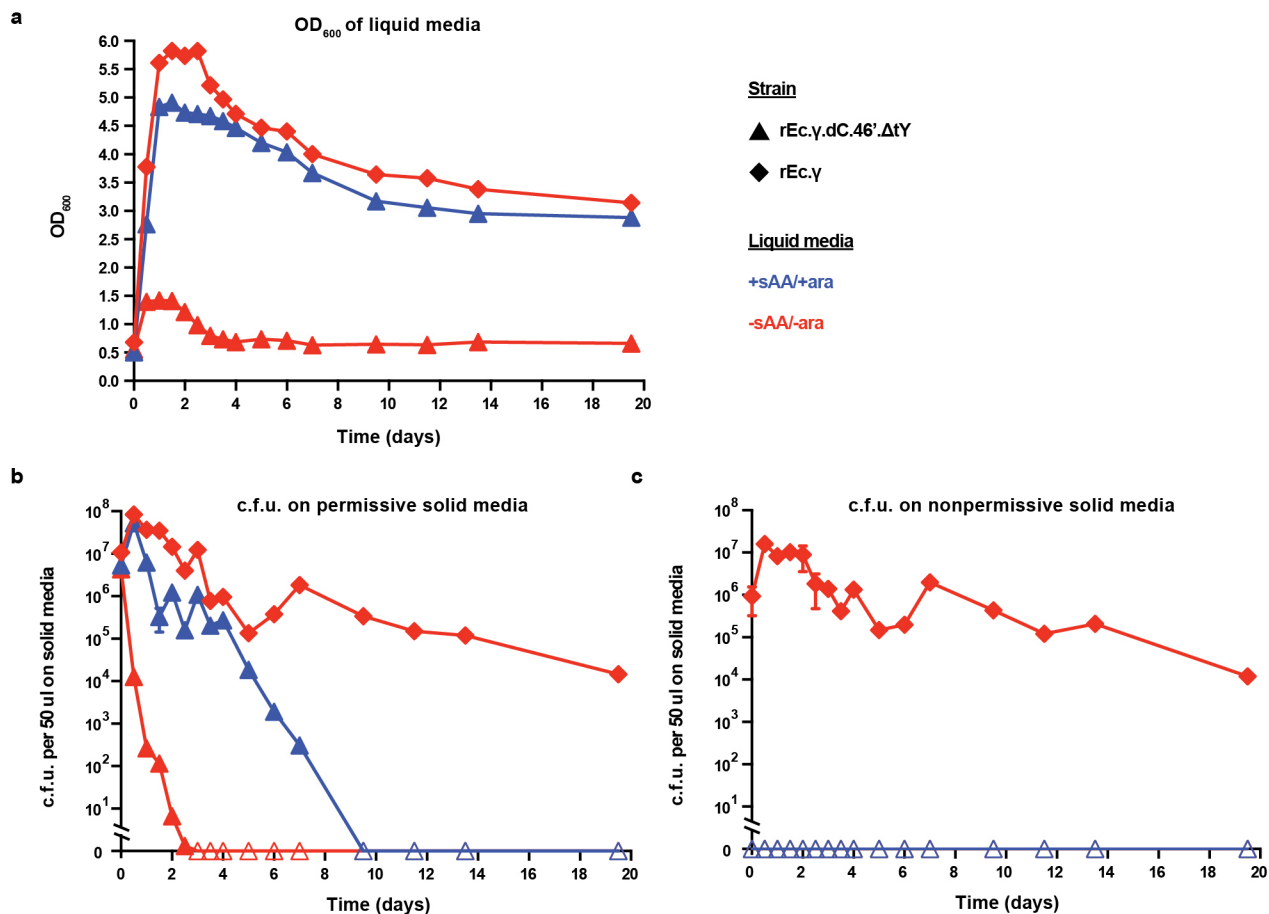 a
OD600 of liquid media
6.0
5.5
5.0
4.5
4.0
3.5
3.0
2.5
2.0
1.5
1.0
0.5
0.0
OD600
0 2 4 6 8 10 12 14 16 18 20
Time (days)
Strain
rEc.γ.dC.46'.ΔtY
rEc.γ
Liquid media
+sAA/+ara
-sAA/-ara
b
c.f.u. on permissive solid media
10^8
10^7
10^6
10^5
10^4
10^3
10^2
10^1
0
c.f.u. per 50 ul on solid media
0 2 4 6 8 10 12 14 16 18 20
Time (days)
c
c.f.u. on nonpermissive solid media
10^8
10^7
10^6
10^5
10^4
10^3
10^2
10^1
0
c.f.u. per 50 ul on solid media
0 2 4 6 8 10 12 14 16 18 20
Time (days)